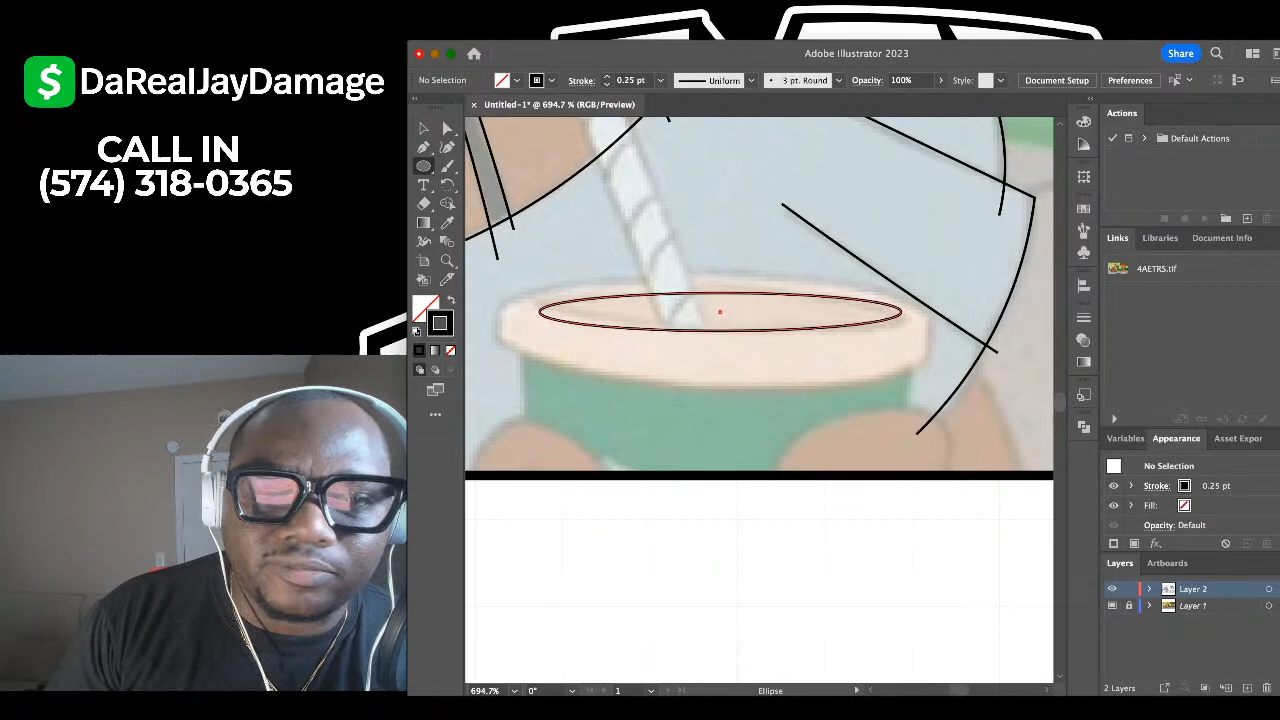 $ DaRealJayDamage
CALL IN
(574) 318-0365
Adobe Illustrator 2023
Share
No Selection
Stroke:
0.25 pt
Uniform
3 pt. Round
Opacity:
100%
Style:
Document Setup
Preferences
Untitled-1* @ 694.7 % (RGB/Preview)
Actions
Default Actions
Links
Libraries
Document Info
4AETRS.tif
Variables
Appearance
Asset Expor
No Selection
Stroke:
0.25 pt
Fill:
Opacity: Default
fx.
Layers
Artboards
Layer 2
Layer 1
694.7%
0°
1
Ellipse
2 Layers